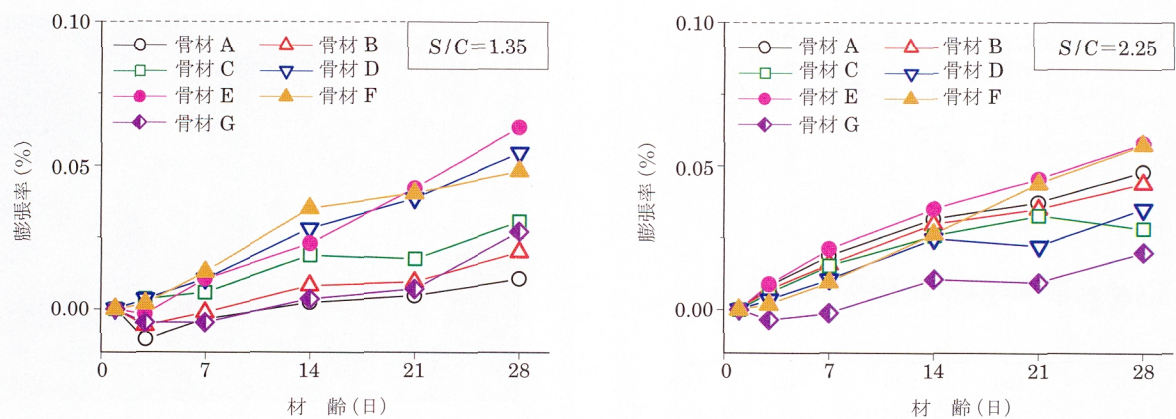 0.10
S/C=1.35
骨材 A
骨材 B
骨材 C
骨材 D
骨材 E
骨材 F
骨材 G
0.05
0.00
膨張率 (%)
0
7
14
21
28
材 齢 (日)
0.10
S/C=2.25
骨材 A
骨材 B
骨材 C
骨材 D
骨材 E
骨材 F
骨材 G
0.05
0.00
膨張率 (%)
0
7
14
21
28
材 齢 (日)